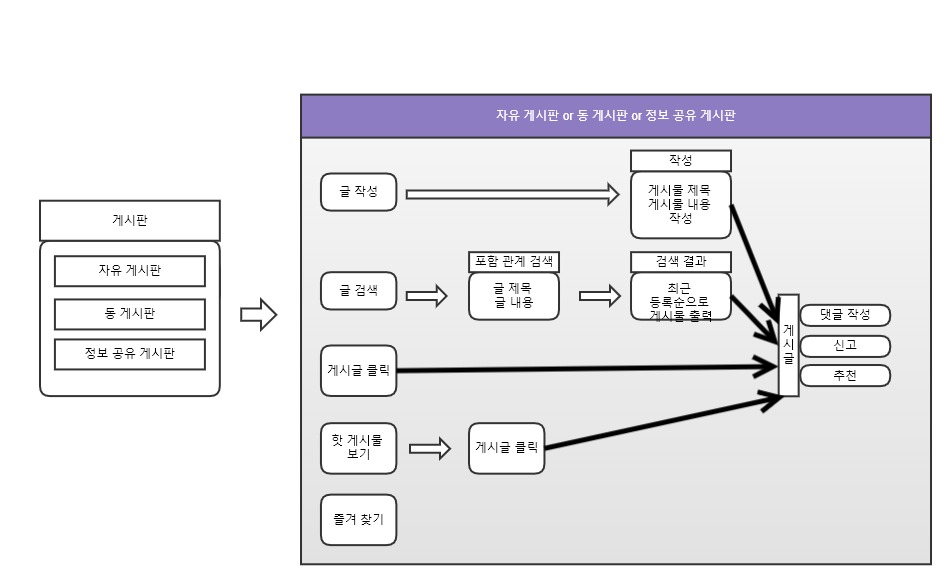 자유 게시판 or 동 게시판 or 정보 공유 게시판
게시판
자유 게시판
동 게시판
정보 공유 게시판
글 작성
작성
게시물 제목
게시물 내용
작성
글 검색
포함 관계 검색
글 제목
글 내용
검색 결과
최근
등록순으로
게시물 출력
게시글 클릭
핫 게시물
보기
게시글 클릭
즐겨 찾기
게
시
글
댓글 작성
신고
추천